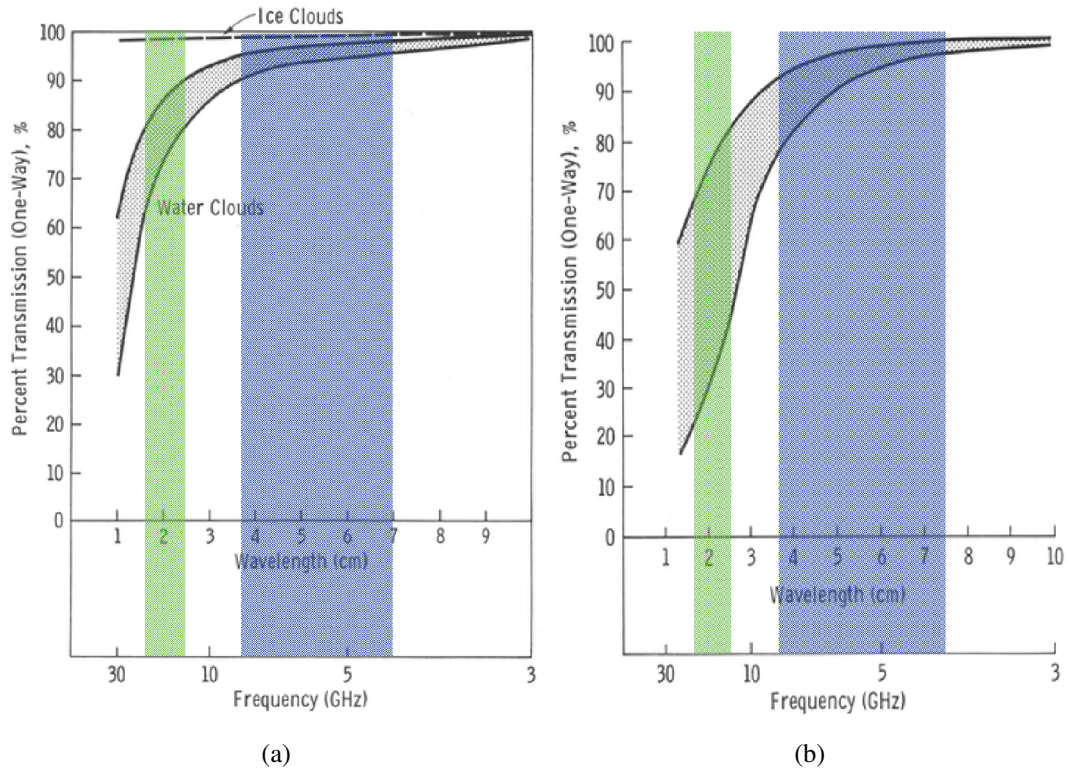 Ice Clouds
100
90
80
70
60
50
40
30
20
10
0
Percent Transmission (One-Way), %
Water Clouds
1 2 3 4 5 6 7 8 9
Wavelength (cm)
30 10 5 3
Frequency (GHz)
(a)
100
90
80
70
60
50
40
30
20
10
0
Percent Transmission (One-Way), %
1 2 3 4 5 6 7 8 9 10
Wavelength (cm)
30 10 5 3
Frequency (GHz)
(b)